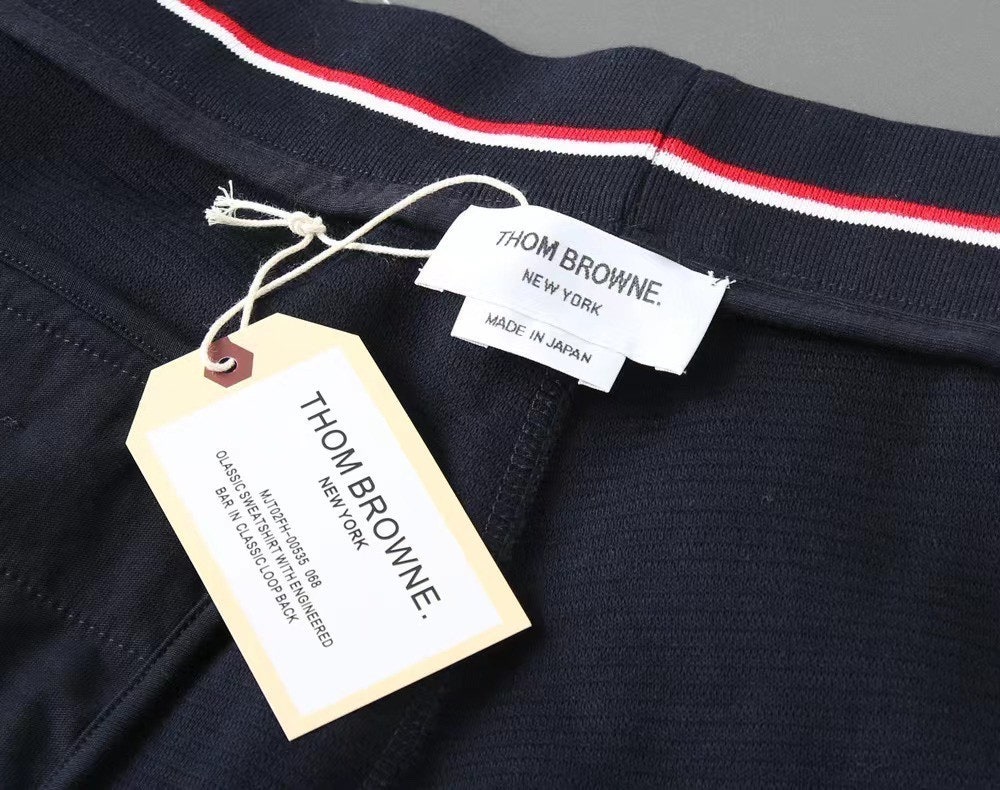 THOM BROWNE.
NEW YORK
MADE IN JAPAN
THOM BROWNE.
NEW YORK
MJT02FH-00535 068
OLASSIC SWEATSHIRT WITH ENGINEERED
BAR IN CLASSIC LOOP BACK